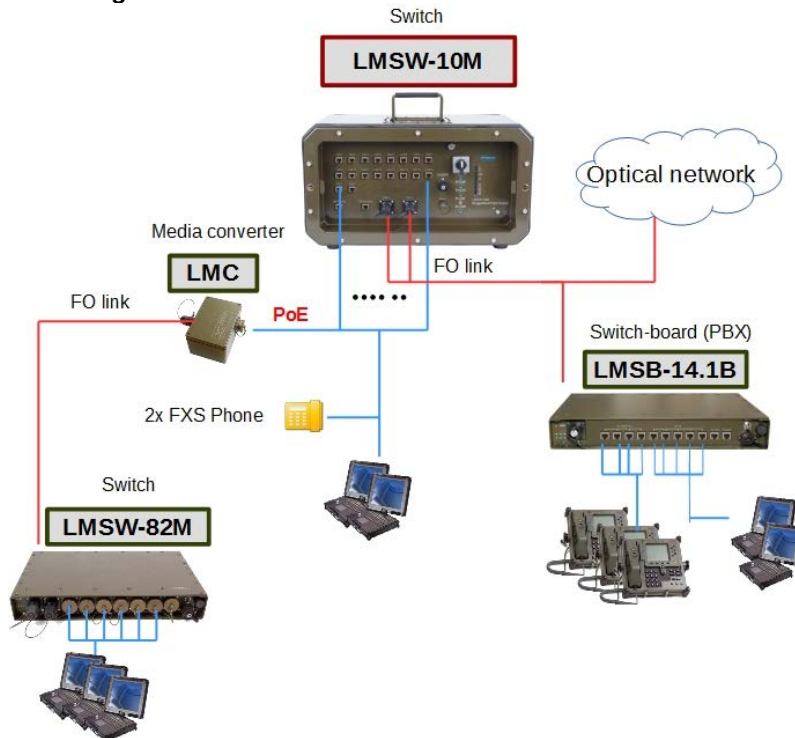 Switch
LMSW-10M
Optical network
Media converter
LMC
FO link
FO link
PoE
Switch-board (PBX)
LMSB-14.1B
2x FXS Phone
Switch
LMSW-82M